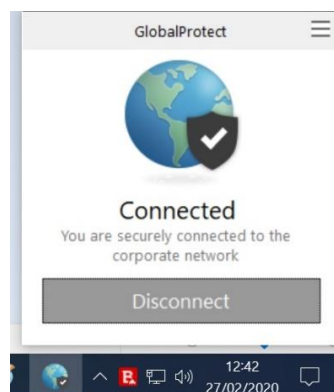 GlobalProtect
Connected
You are securely connected to the
corporate network
Disconnect
12:42
27/02/2020